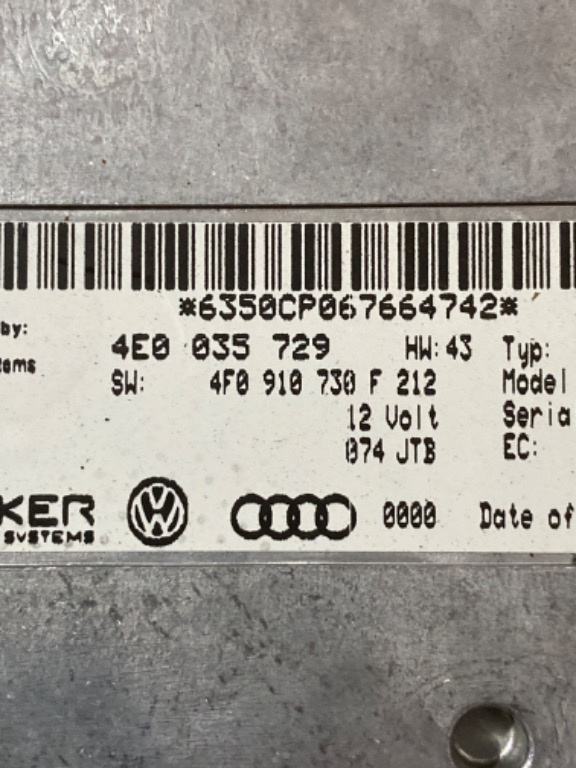 *6350CP067664742*
by:
4E0 035 729 HW: 43 Typ:
SW: 4F0 910 730 F 212 Model
12 Volt Seria
074 JTB EC:
KER
SYSTEMS
0000 Date of